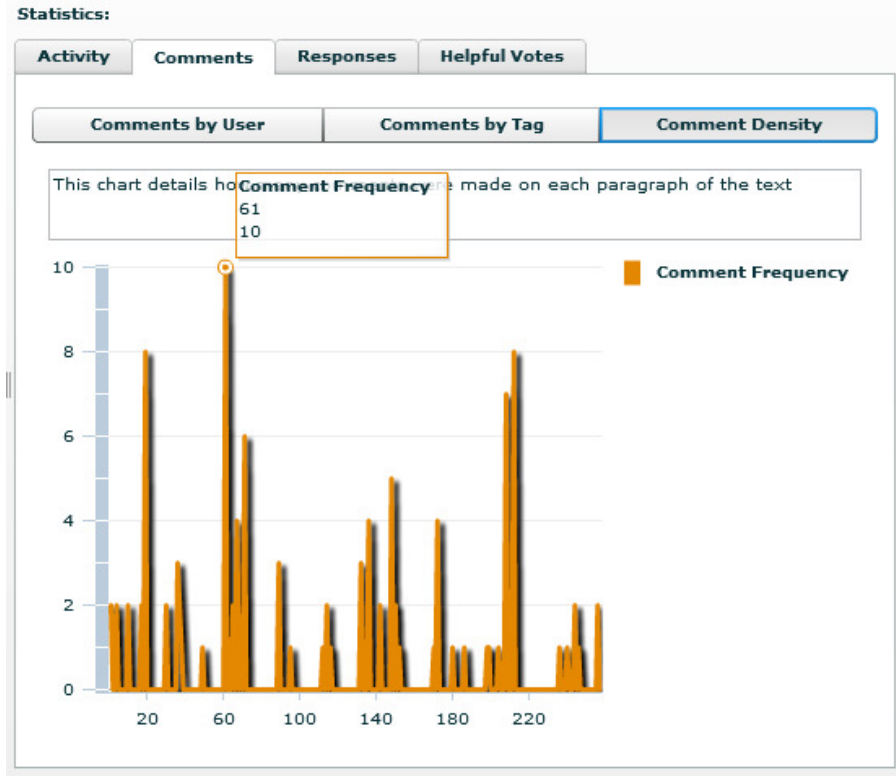 Statistics:
Activity Comments Responses Helpful Votes
Comments by User Comments by Tag Comment Density
This chart details made on each paragraph of the text
Comment Frequency
61
10
Comment Frequency
10
8
6
4
2
0
20 60 100 140 180 220